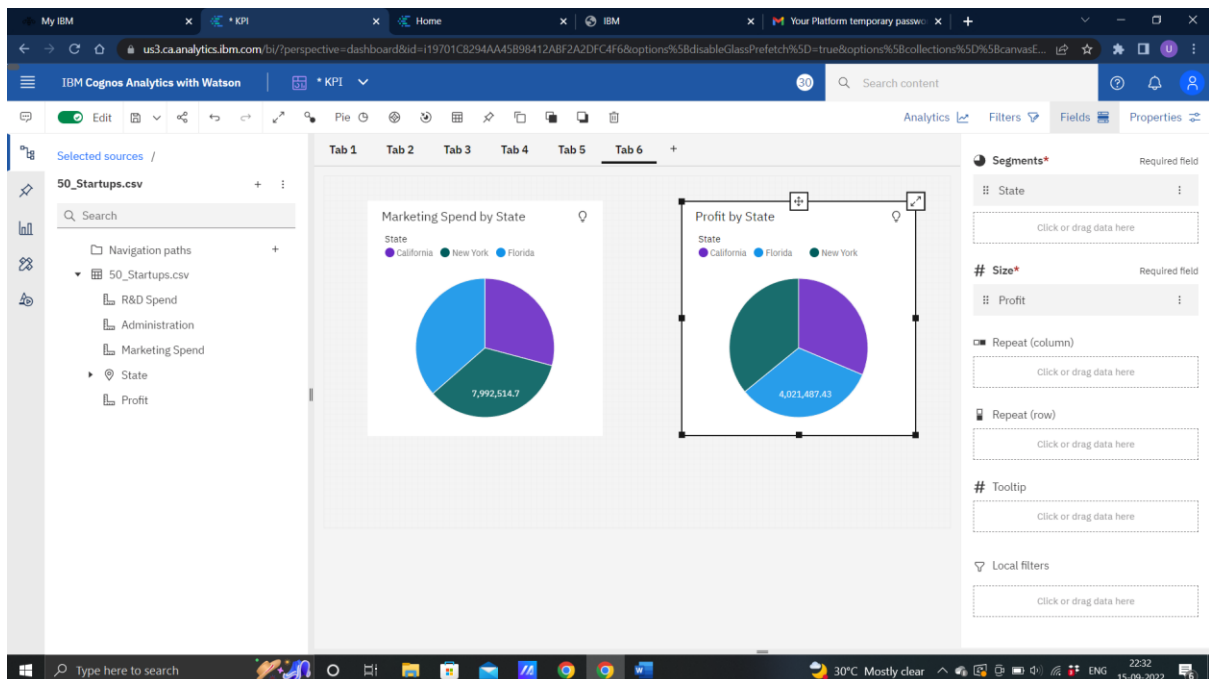 My IBM
* KPI
Home
IBM
Your Platform temporary passwo
us3.ca.analytics.ibm.com/bi/?perspective=dashboard&id=i19701C8294AA45B98412ABF2A2DFC4F6&options%5BdisableGlassPrefetch%5D=true&options%5Bcollections%5D%5BcanvasE...
U
IBM Cognos Analytics with Watson
* KPI
30
Search content
Edit
Pie
Analytics
Filters
Fields
Properties
Selected sources /
50_Startups.csv
Search
Navigation paths
50_Startups.csv
R&D Spend
Administration
Marketing Spend
State
Profit
Tab 1 Tab 2 Tab 3 Tab 4 Tab 5 Tab 6 +
Marketing Spend by State
State
California New York Florida
7,992,514.7
Profit by State
State
California Florida New York
4,021,487.43
Segments* Required field
State
Click or drag data here
# Size* Required field
Profit
Repeat (column)
Click or drag data here
Repeat (row)
Click or drag data here
# Tooltip
Click or drag data here
Local filters
Click or drag data here
Type here to search
30°C Mostly clear
ENG
22:32
15-09-2022